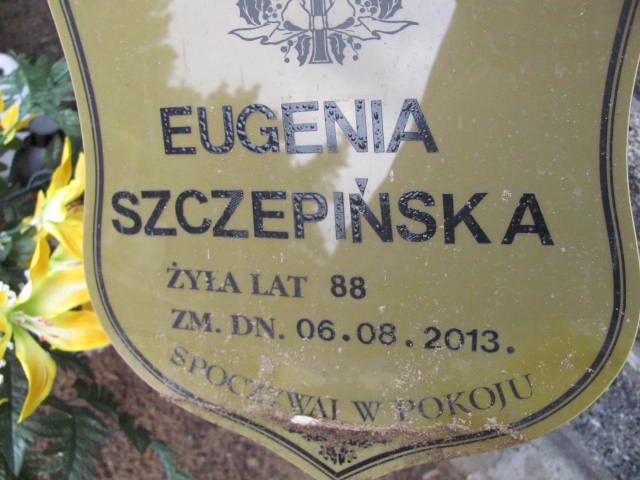 EUGENIA
SZCZEPIŃSKA
ŻYŁA LAT 88
ZM. DN. 06.08.2013.
SPOCZYWAJ W POKOJU